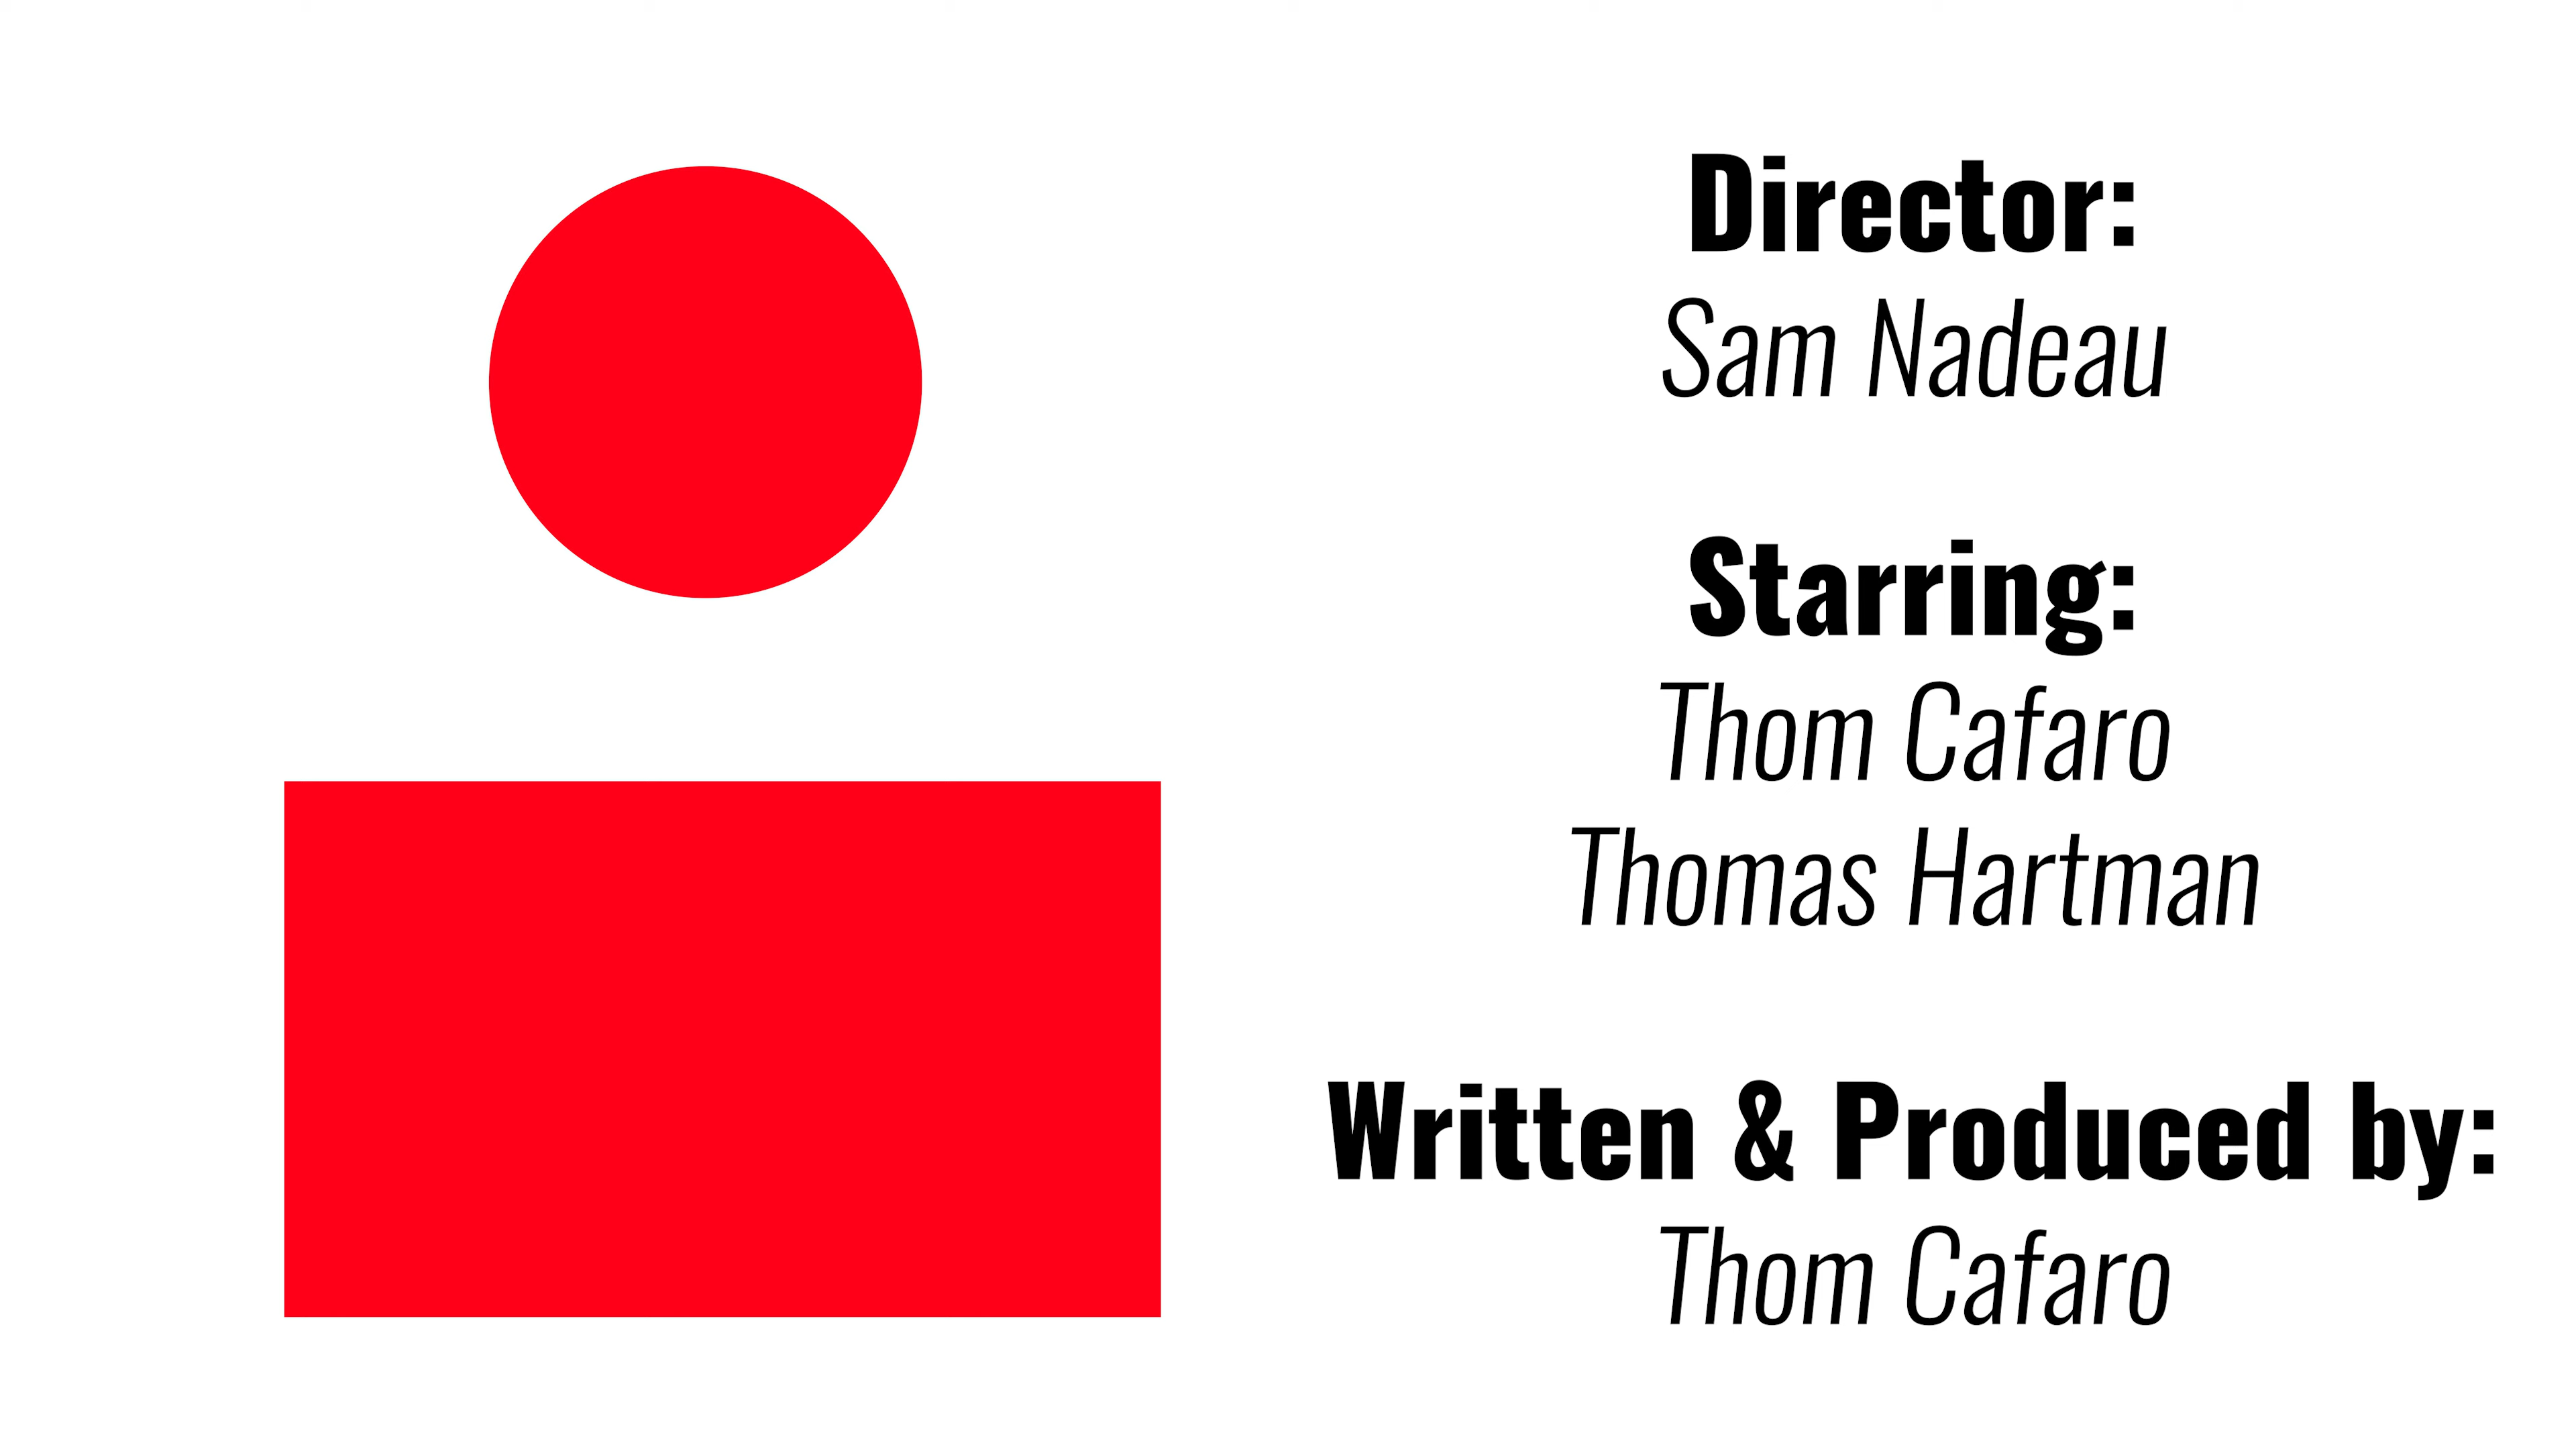 Director:
Sam Nadeau
Starring:
Thom Cafaro
Thomas Hartman
Written & Produced by:
Thom Cafaro